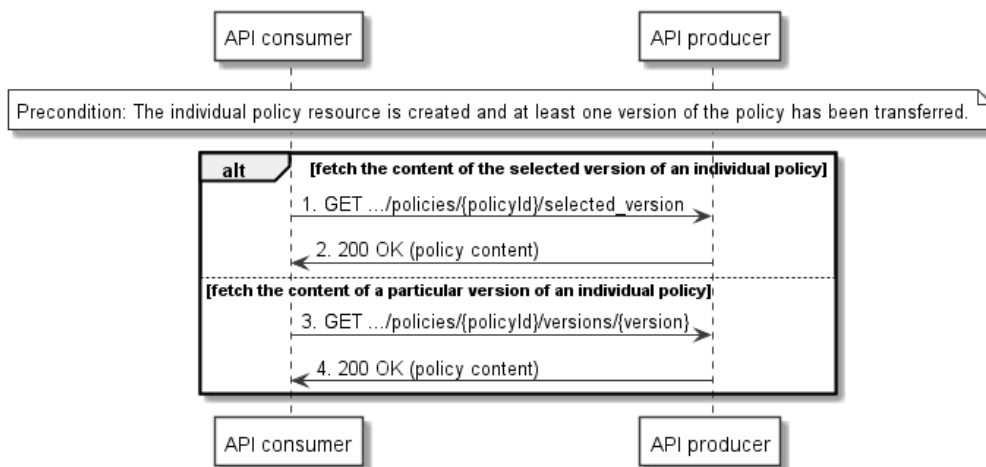 API consumer
API producer
Precondition: The individual policy resource is created and at least one version of the policy has been transferred.
alt
[fetch the content of the selected version of an individual policy]
1. GET .../policies/{policyId}/selected_version
2. 200 OK (policy content)
[fetch the content of a particular version of an individual policy]
3. GET .../policies/{policyId}/versions/{version}
4. 200 OK (policy content)
API consumer
API producer